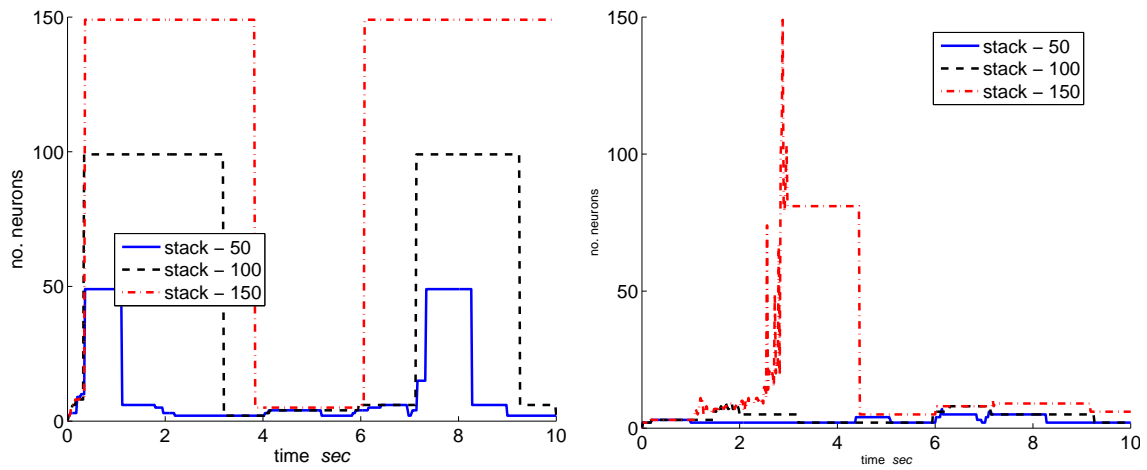 150
100
50
0
no. neurons
stack − 50
stack − 100
stack − 150
0 2 4 6 8 10
time sec
150
100
50
0
no. neurons
stack − 50
stack − 100
stack − 150
0 2 4 6 8 10
time sec